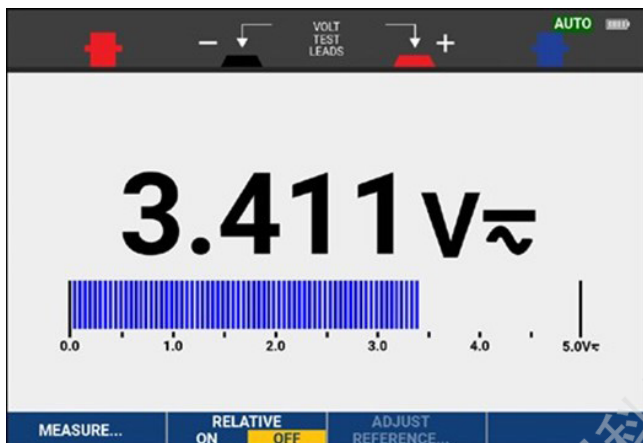 VOLT
TEST
LEADS
− +
AUTO
3.411 V⎓~
0.0 1.0 2.0 3.0 4.0 5.0V⎓~
MEASURE...
RELATIVE
ON OFF
ADJUST
REFERENCE...